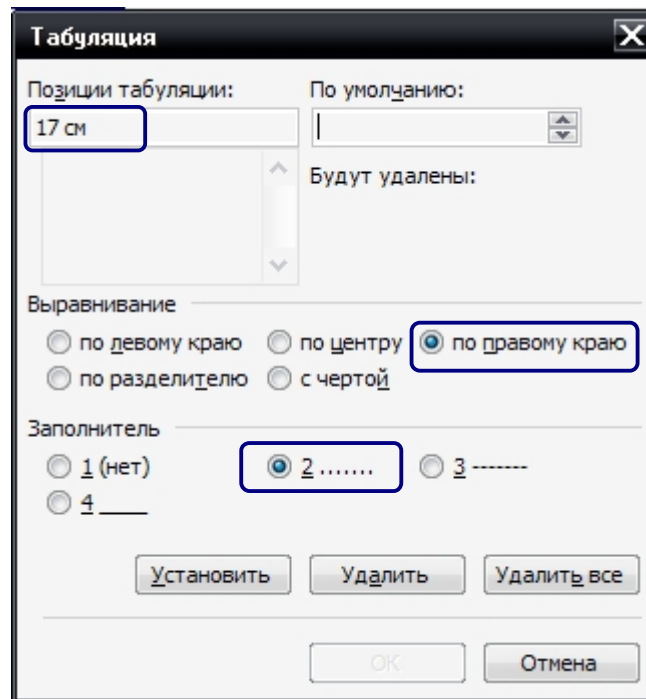 Табуляция
Позиции табуляции: По умолчанию:
17 см
Будут удалены:
Выравнивание
по левому краю по центру по правому краю
по разделителю с чертой
Заполнитель
1 (нет) 2 ....... 3 -------
4 ____
Установить Удалить Удалить все
ОК Отмена